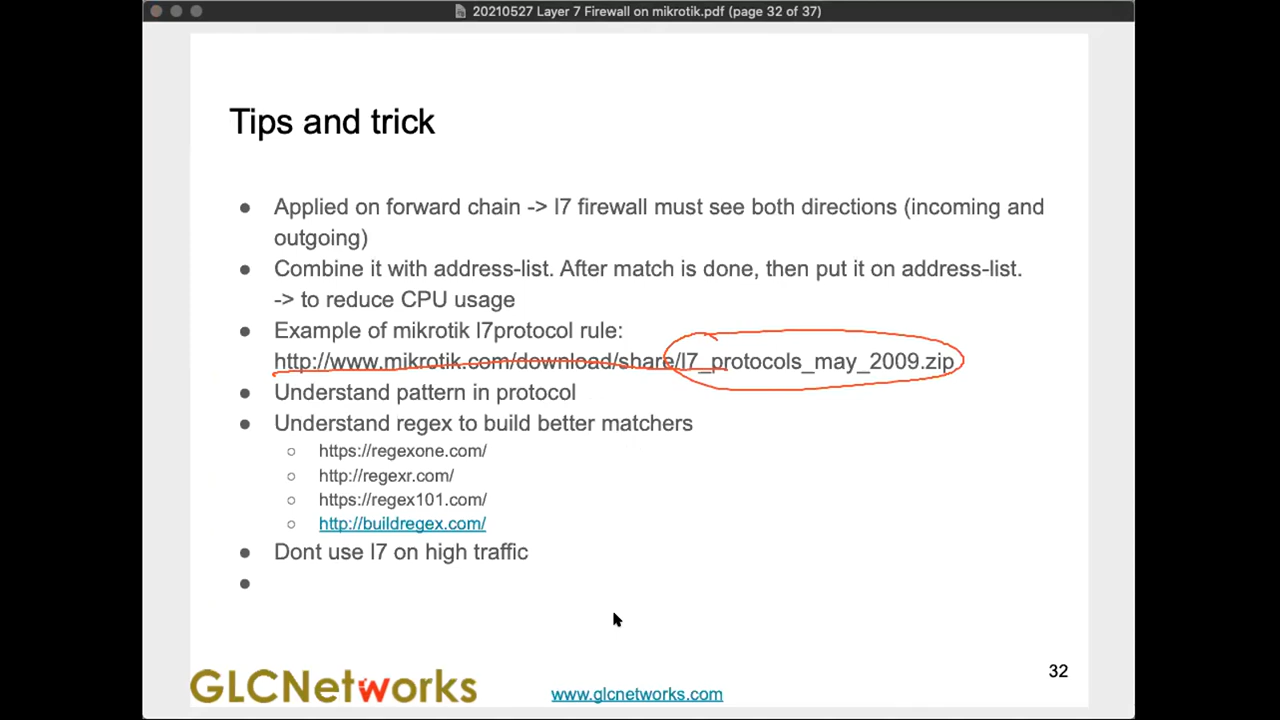 20210527 Layer 7 Firewall on mikrotik.pdf (page 32 of 37)
Tips and trick
● Applied on forward chain -> l7 firewall must see both directions (incoming and
outgoing)
● Combine it with address-list. After match is done, then put it on address-list.
-> to reduce CPU usage
● Example of mikrotik l7protocol rule:
http://www.mikrotik.com/download/share/l7_protocols_may_2009.zip
● Understand pattern in protocol
● Understand regex to build better matchers
○ https://regexone.com/
○ http://regexr.com/
○ https://regex101.com/
○ http://buildregex.com/
● Dont use l7 on high traffic
●
32
GLCNetworks
www.glcnetworks.com